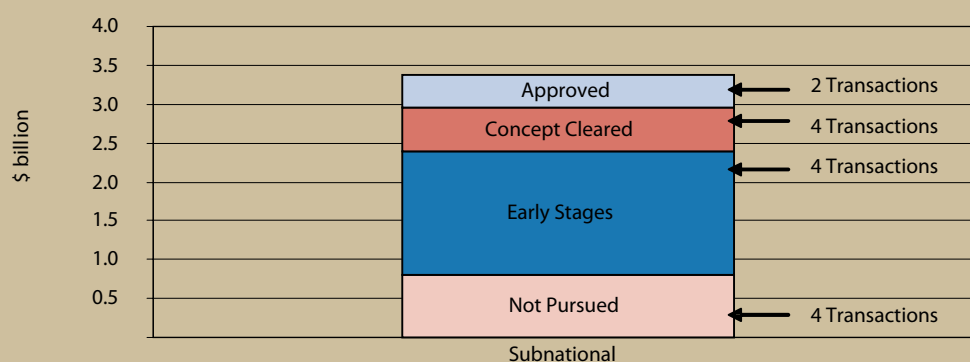 4.0
3.5
3.0
2.5
2.0
1.5
1.0
0.5
$ billion
Approved
Concept Cleared
Early Stages
Not Pursued
2 Transactions
4 Transactions
4 Transactions
4 Transactions
Subnational